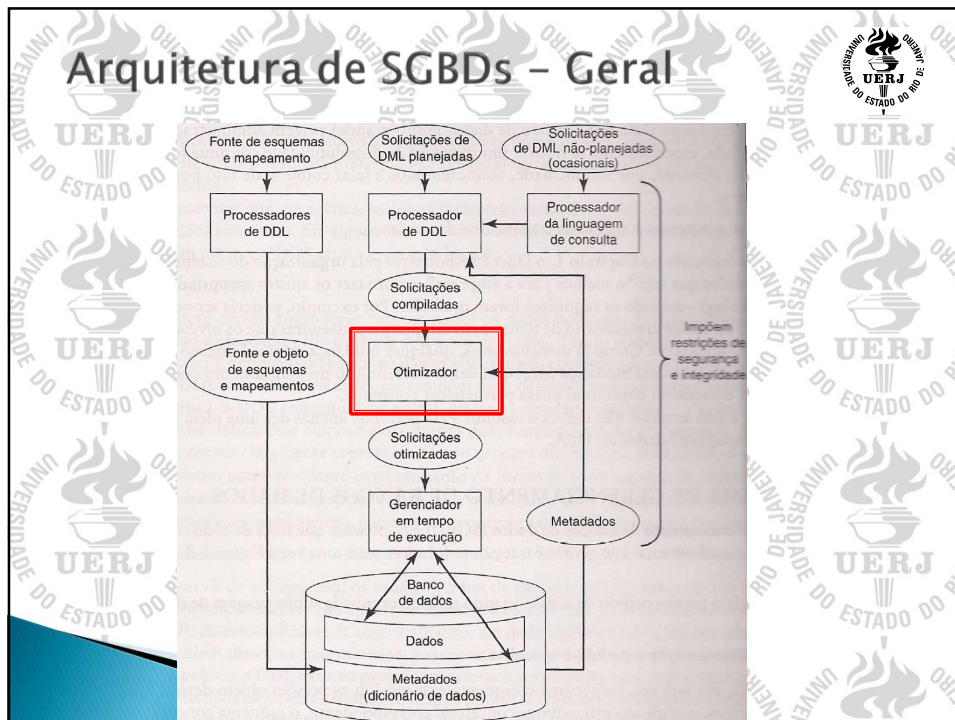 Arquitetura de SGBDs – Geral
UNIVERSIDADE DO ESTADO DO RIO DE JANEIRO
UERJ
Fonte de esquemas
e mapeamento
Solicitações de
DML planejadas
Solicitações
de DML não-planejadas
(ocasionais)
Processadores
de DDL
Processador
de DDL
Processador
da linguagem
de consulta
Solicitações
compiladas
Impõem
restrições de
segurança
e integridade
Fonte e objeto
de esquemas
e mapeamentos
Otimizador
Solicitações
otimizadas
Gerenciador
em tempo
de execução
Metadados
Banco
de dados
Dados
Metadados
(dicionário de dados)